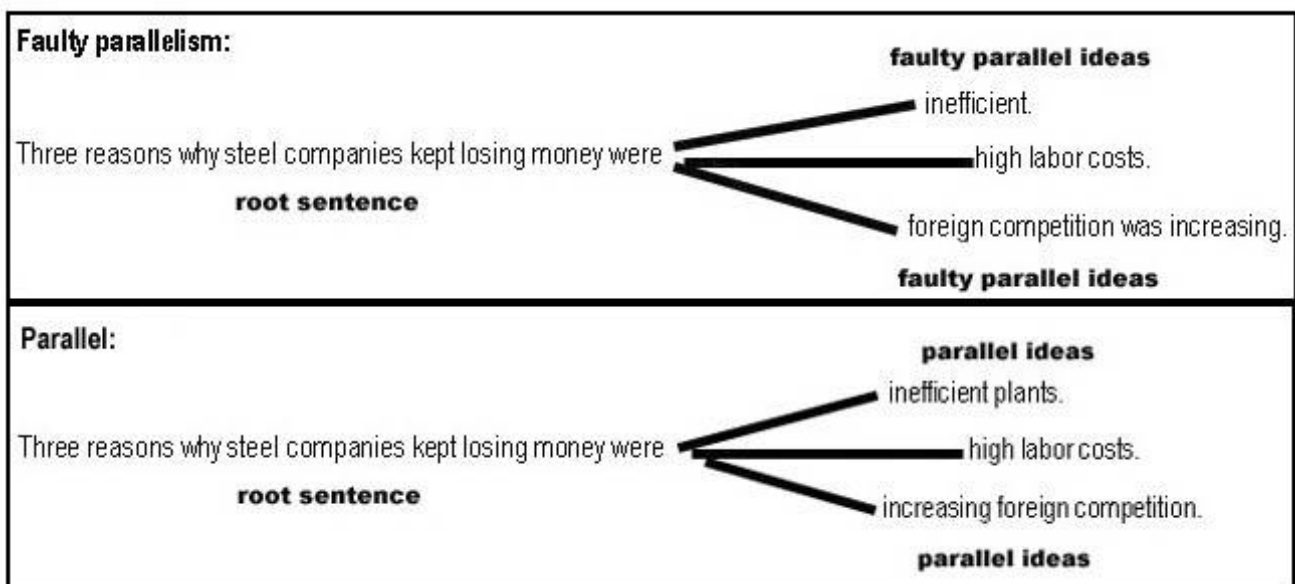 Faulty parallelism:
faulty parallel ideas
inefficient.
Three reasons why steel companies kept losing money were
high labor costs.
root sentence
foreign competition was increasing.
faulty parallel ideas
Parallel:
parallel ideas
inefficient plants.
Three reasons why steel companies kept losing money were
high labor costs.
root sentence
increasing foreign competition.
parallel ideas